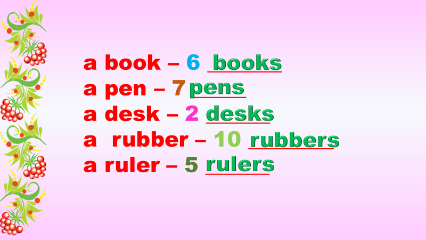 a book – 6 books
a pen – 7 pens
a desk – 2 desks
a rubber – 10 rubbers
a ruler – 5 rulers